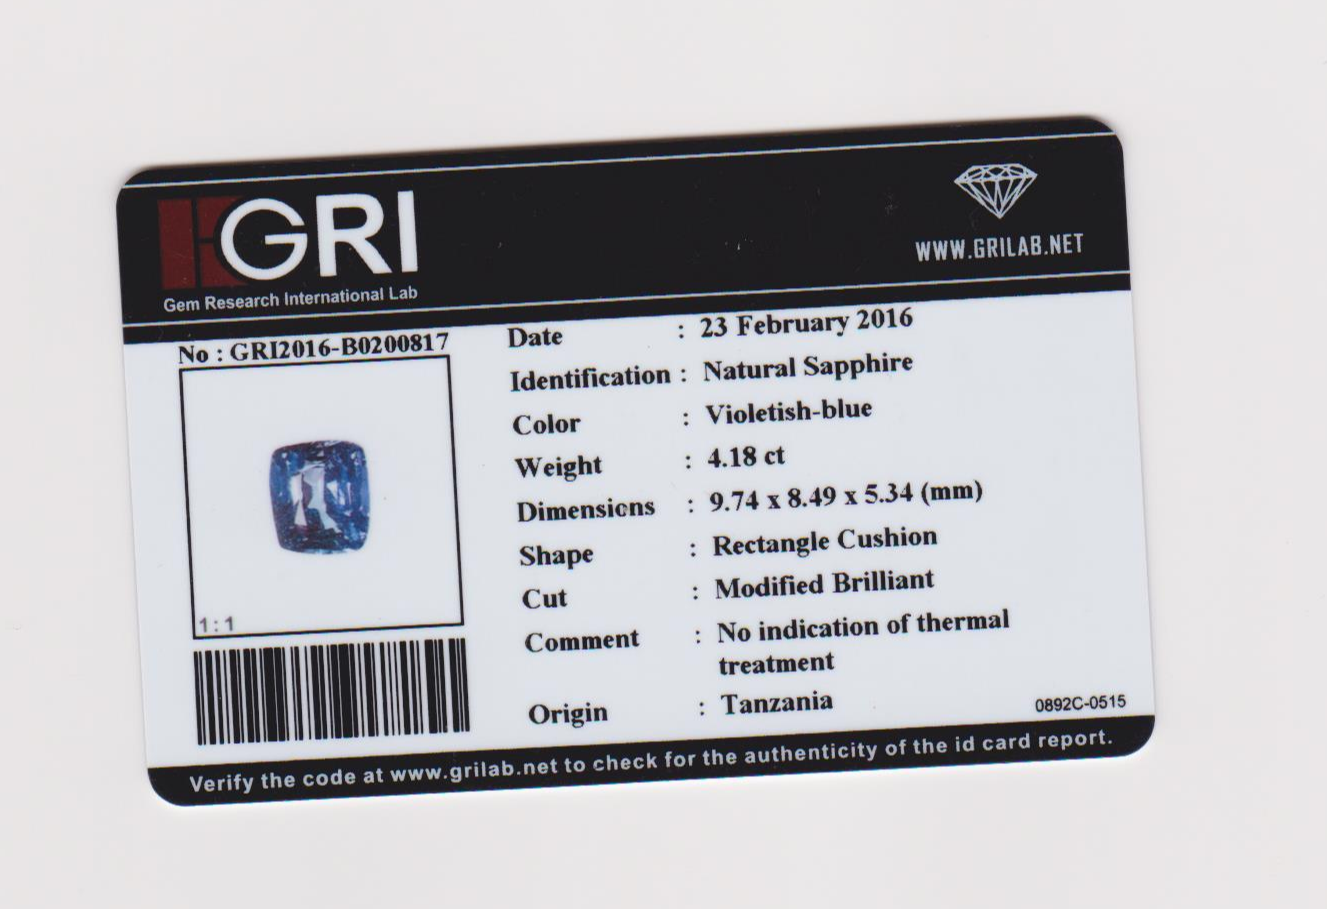 GRI
Gem Research International Lab
WWW.GRILAB.NET
No : GRI2016-B0200817
1:1
Date : 23 February 2016
Identification : Natural Sapphire
Color : Violetish-blue
Weight : 4.18 ct
Dimensions : 9.74 x 8.49 x 5.34 (mm)
Shape : Rectangle Cushion
Cut : Modified Brilliant
Comment : No indication of thermal
treatment
Origin : Tanzania
0892C-0515
Verify the code at www.grilab.net to check for the authenticity of the id card report.